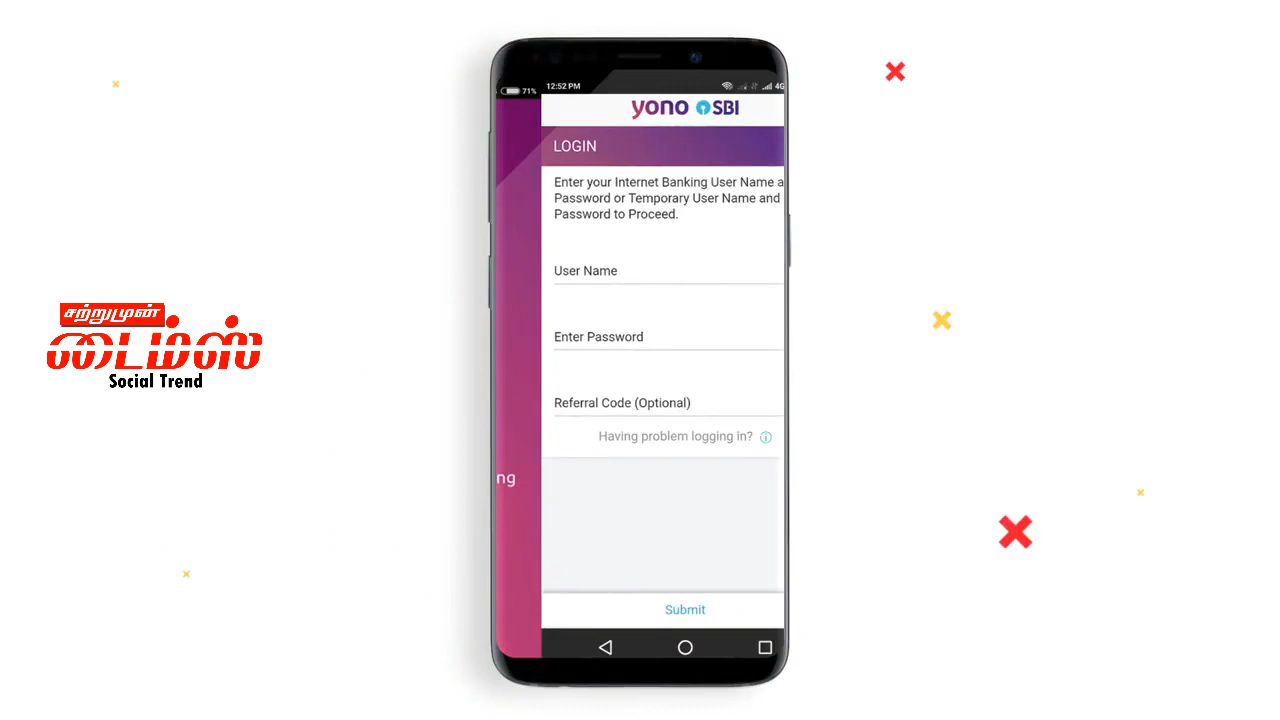 சற்றுமுன்
டைம்ஸ்
Social Trend
71%
12:52 PM
4G
yono SBI
LOGIN
Enter your Internet Banking User Name a
Password or Temporary User Name and
Password to Proceed.
User Name
Enter Password
Referral Code (Optional)
Having problem logging in?
ng
Submit